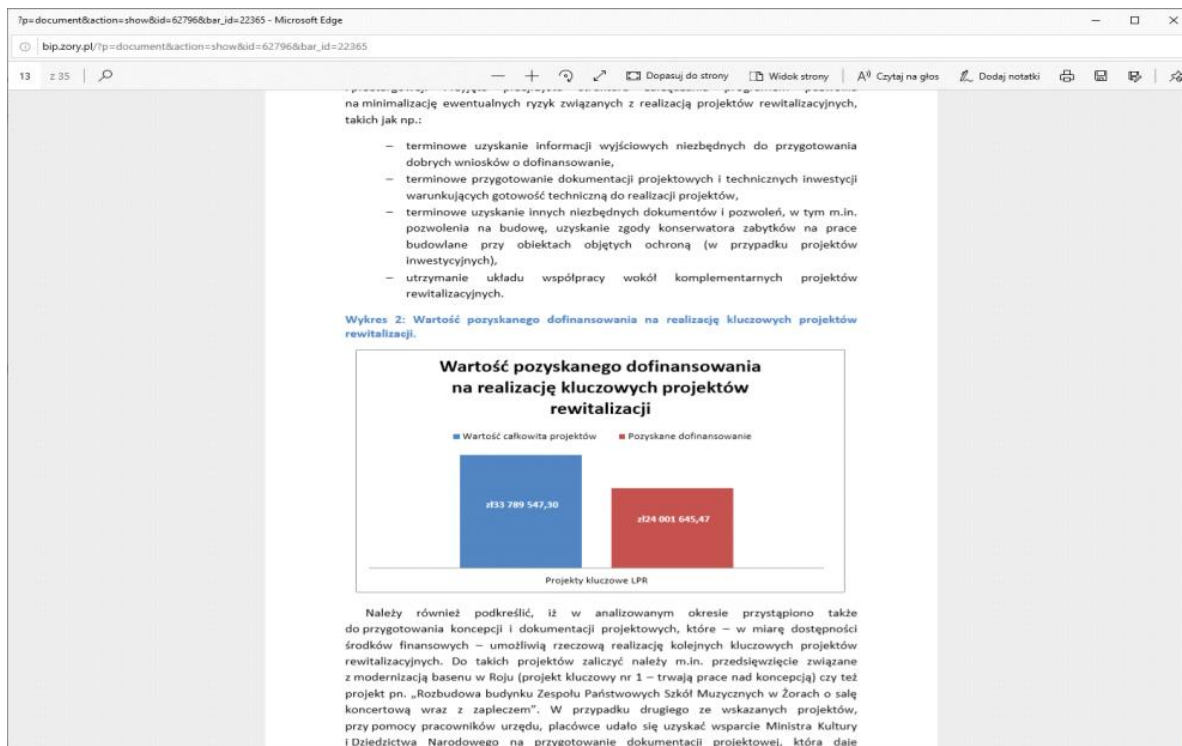 ?p=document&action=show&id=62796&bar_id=22365 - Microsoft Edge
bip.zory.pl/?p=document&action=show&id=62796&bar_id=22365
13 z 35 Dopasuj do strony Widok strony Czytaj na głos Dodaj notatki
na minimalizację ewentualnych ryzyk związanych z realizacją projektów rewitalizacyjnych,
takich jak np.:
– terminowe uzyskanie informacji wyjściowych niezbędnych do przygotowania
dobrych wniosków o dofinansowanie,
– terminowe przygotowanie dokumentacji projektowych i technicznych inwestycji
warunkujących gotowość techniczną do realizacji projektów,
– terminowe uzyskanie innych niezbędnych dokumentów i pozwoleń, w tym m.in.
pozwolenia na budowę, uzyskanie zgody konserwatora zabytków na prace
budowlane przy obiektach objętych ochroną (w przypadku projektów
inwestycyjnych),
– utrzymanie układu współpracy wokół komplementarnych projektów
rewitalizacyjnych.
Wykres 2: Wartość pozyskanego dofinansowania na realizację kluczowych projektów
rewitalizacji.
Wartość pozyskanego dofinansowania
na realizację kluczowych projektów
rewitalizacji
Wartość całkowita projektów Pozyskane dofinansowanie
zł33 789 547,30
zł24 001 645,47
Projekty kluczowe LPR
Należy również podkreślić, iż w analizowanym okresie przystąpiono także
do przygotowania koncepcji i dokumentacji projektowych, które – w miarę dostępności
środków finansowych – umożliwią rzeczową realizację kolejnych kluczowych projektów
rewitalizacyjnych. Do takich projektów zaliczyć należy m.in. przedsięwzięcie związane
z modernizacją basenu w Roju (projekt kluczowy nr 1 – trwają prace nad koncepcją) czy też
projekt pn. „Rozbudowa budynku Zespołu Państwowych Szkół Muzycznych w Żorach o salę
koncertową wraz z zapleczem”. W przypadku drugiego ze wskazanych projektów,
przy pomocy pracowników urzędu, placówce udało się uzyskać wsparcie Ministra Kultury
i Dziedzictwa Narodowego na przygotowanie dokumentacji projektowej, która daje